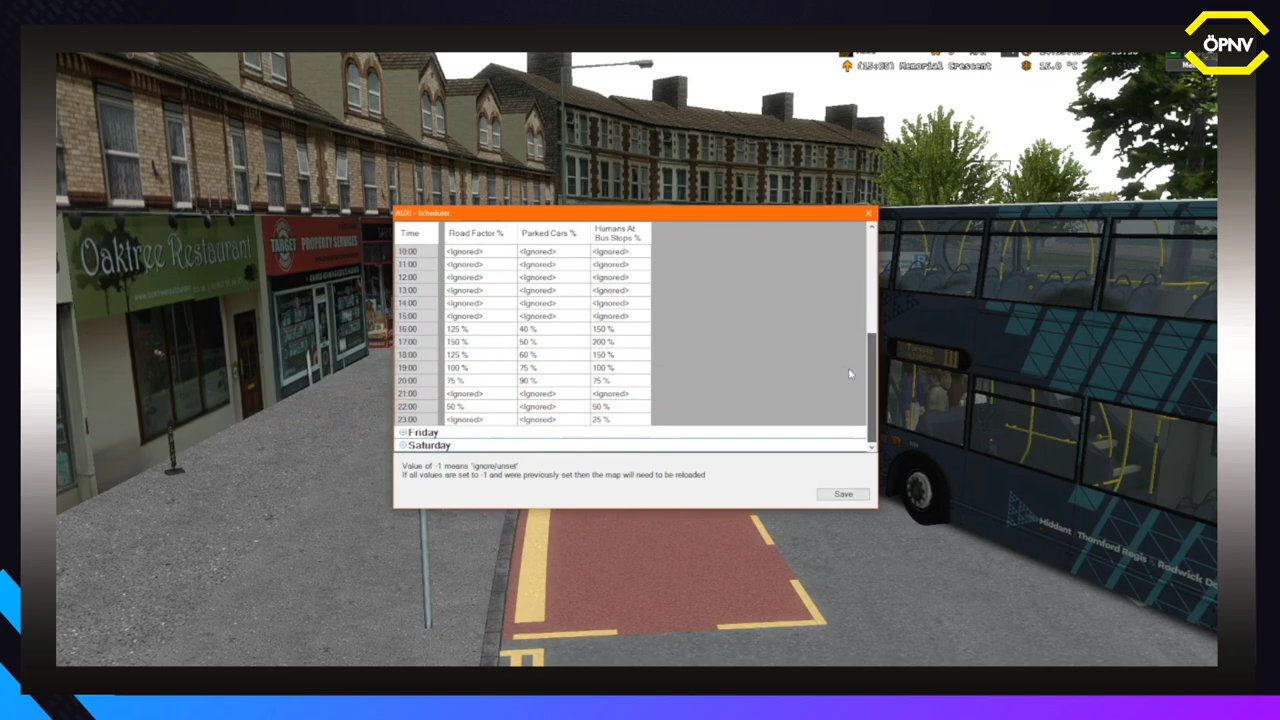 ÖPNV
(15:05) Memorial Crescent
16.0 °C
Oaktree Restaurant
TARGET PROPERTY SERVICES
AUXI - Scheduler
Time Road Factor % Parked Cars % Humans At Bus Stops %
10:00 <Ignored> <Ignored> <Ignored>
11:00 <Ignored> <Ignored> <Ignored>
12:00 <Ignored> <Ignored> <Ignored>
13:00 <Ignored> <Ignored> <Ignored>
14:00 <Ignored> <Ignored> <Ignored>
15:00 <Ignored> <Ignored> <Ignored>
16:00 125 % 40 % 150 %
17:00 150 % 50 % 200 %
18:00 125 % 60 % 150 %
19:00 100 % 75 % 100 %
20:00 75 % 90 % 75 %
21:00 <Ignored> <Ignored> <Ignored>
22:00 50 % <Ignored> 50 %
23:00 <Ignored> <Ignored> 25 %
Friday
Saturday
Value of -1 means 'ignore/unset'
If all values are set to -1 and were previously set then the map will need to be reloaded
Save
Middant · Thornford Regis · Rodwick